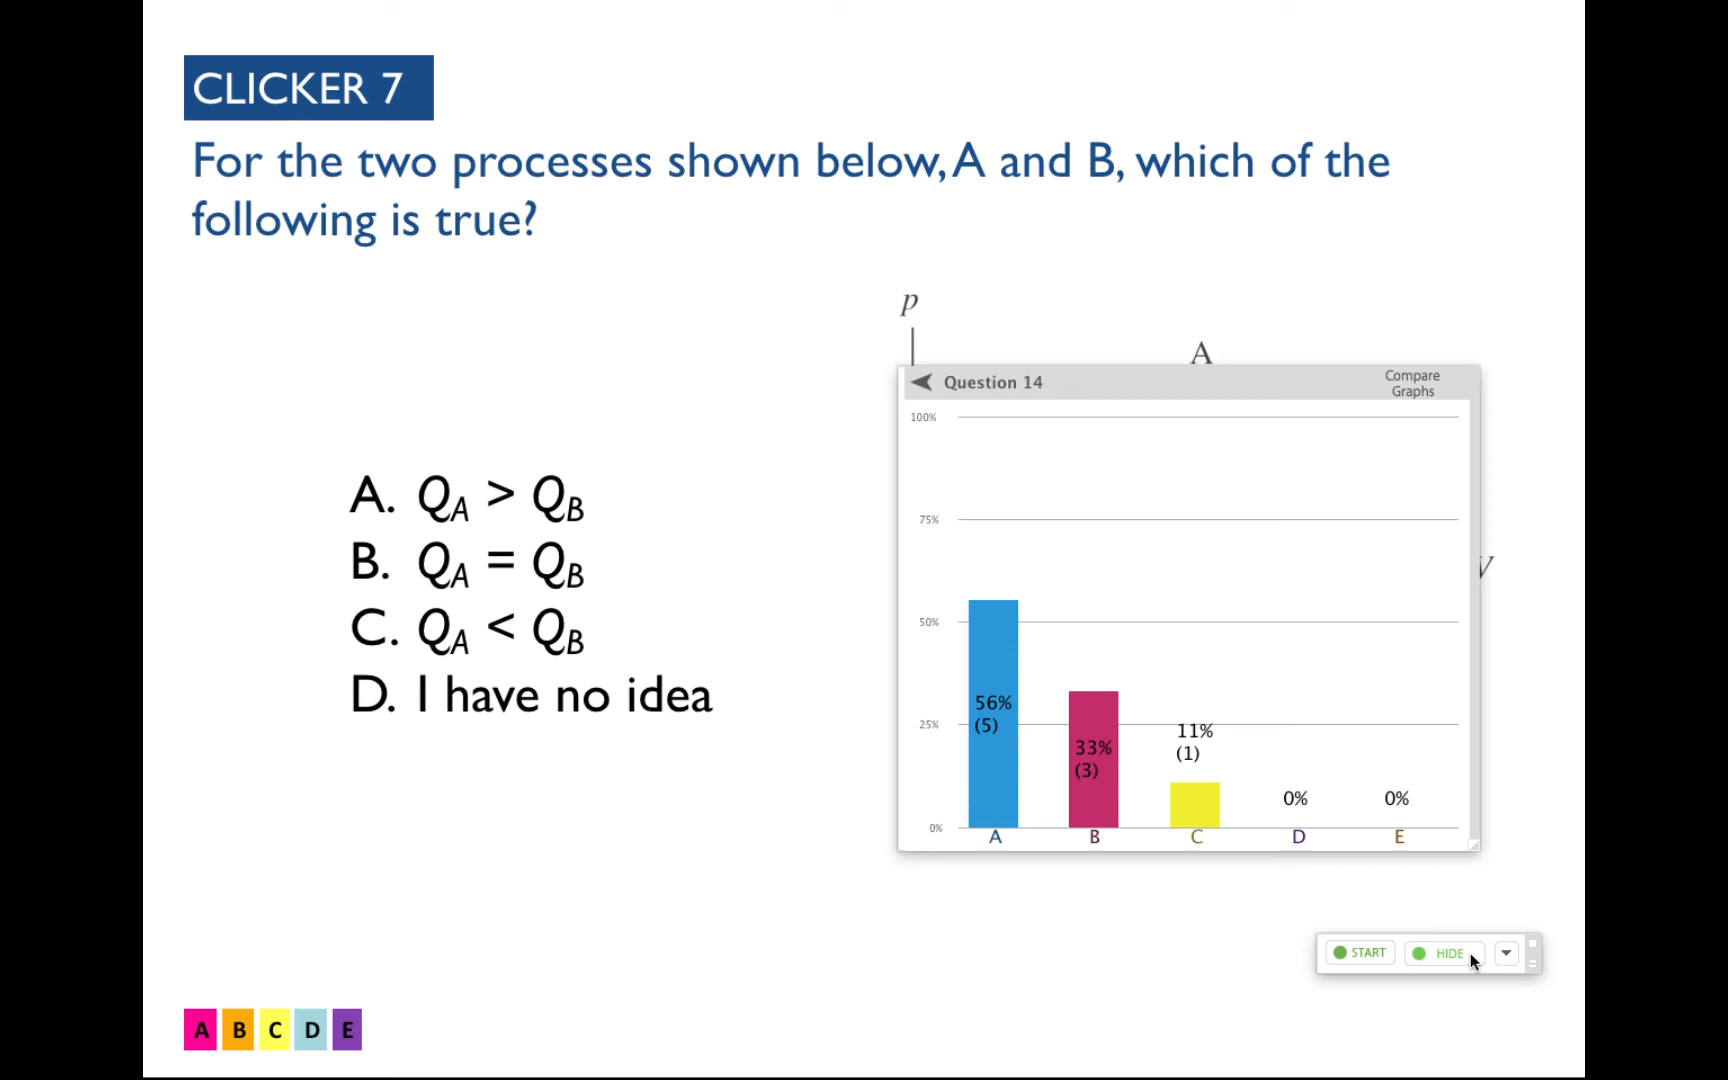 CLICKER 7
For the two processes shown below, A and B, which of the
following is true?
p
A
V
A. QA > QB
B. QA = QB
C. QA < QB
D. I have no idea
Question 14
Compare
Graphs
100%
75%
50%
25%
0%
56%
(5)
33%
(3)
11%
(1)
0%
0%
A B C D E
START HIDE
A B C D E